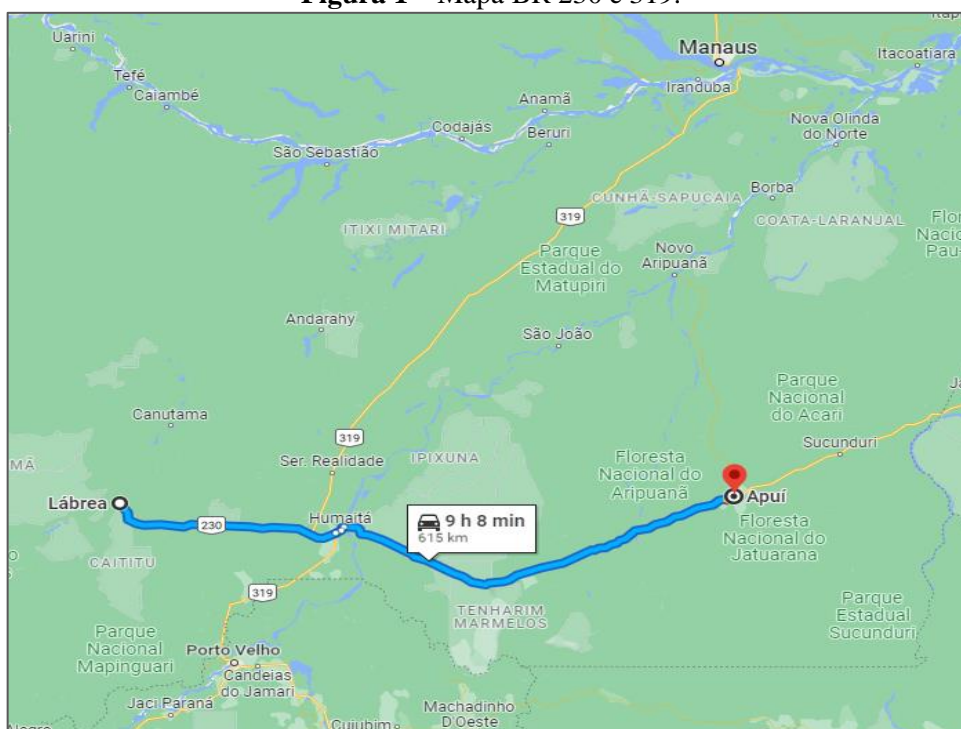 Figura 1 – Mapa BR 230 e 319.
Uarini
Manaus
Itacoatiara
Tefé
Iranduba
Caiambé
Anamã
Nova Olinda
do Norte
Codajás
Beruri
São Sebastião
Borba
CUNHÃ-SAPUCAIA
COATA-LARANJAL
319
ITIXI MITARI
Parque
Estadual do
Matupiri
Novo
Aripuanã
Andarahy
São João
Parque
Nacional
do Acari
Canutama
319
Sucunduri
Ser. Realidade
IPIXUNA
Floresta
Nacional do
Aripuanã
Lábrea
Apuí
230
Humaitá
9 h 8 min
615 km
Floresta
Nacional do
Jatuarana
CAITITU
319
TENHARIM
MARMELOS
Parque
Estadual
Sucunduri
Parque
Nacional
Mapinguari
Porto Velho
Candeias
do Jamari
Jaci Paraná
Machadinho
D'Oeste
Cujubim